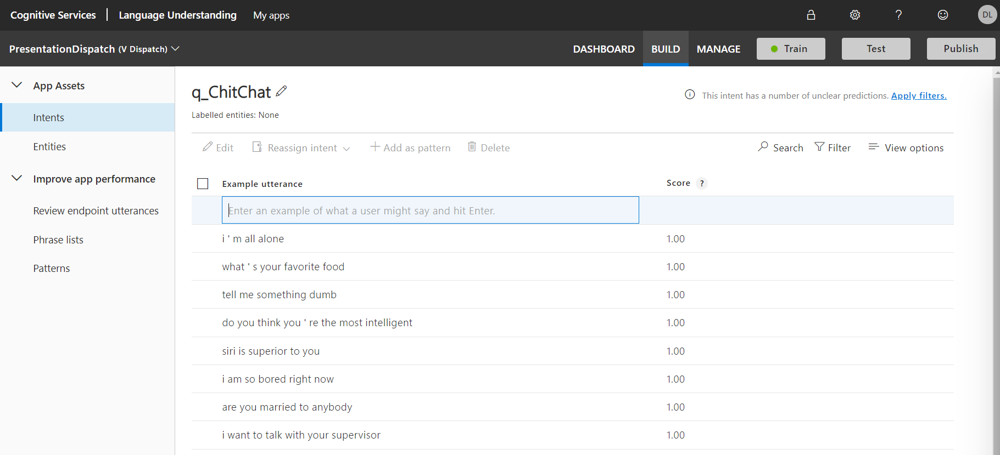 Cognitive Services | Language Understanding My apps ? DL
PresentationDispatch (V Dispatch) DASHBOARD BUILD MANAGE Train Test Publish
App Assets
Intents
Entities
Improve app performance
Review endpoint utterances
Phrase lists
Patterns
q_ChitChat
This intent has a number of unclear predictions. Apply filters.
Labelled entities: None
Edit Reassign intent Add as pattern Delete Search Filter View options
Example utterance Score ?
Enter an example of what a user might say and hit Enter.
i ' m all alone 1.00
what ' s your favorite food 1.00
tell me something dumb 1.00
do you think you ' re the most intelligent 1.00
siri is superior to you 1.00
i am so bored right now 1.00
are you married to anybody 1.00
i want to talk with your supervisor 1.00